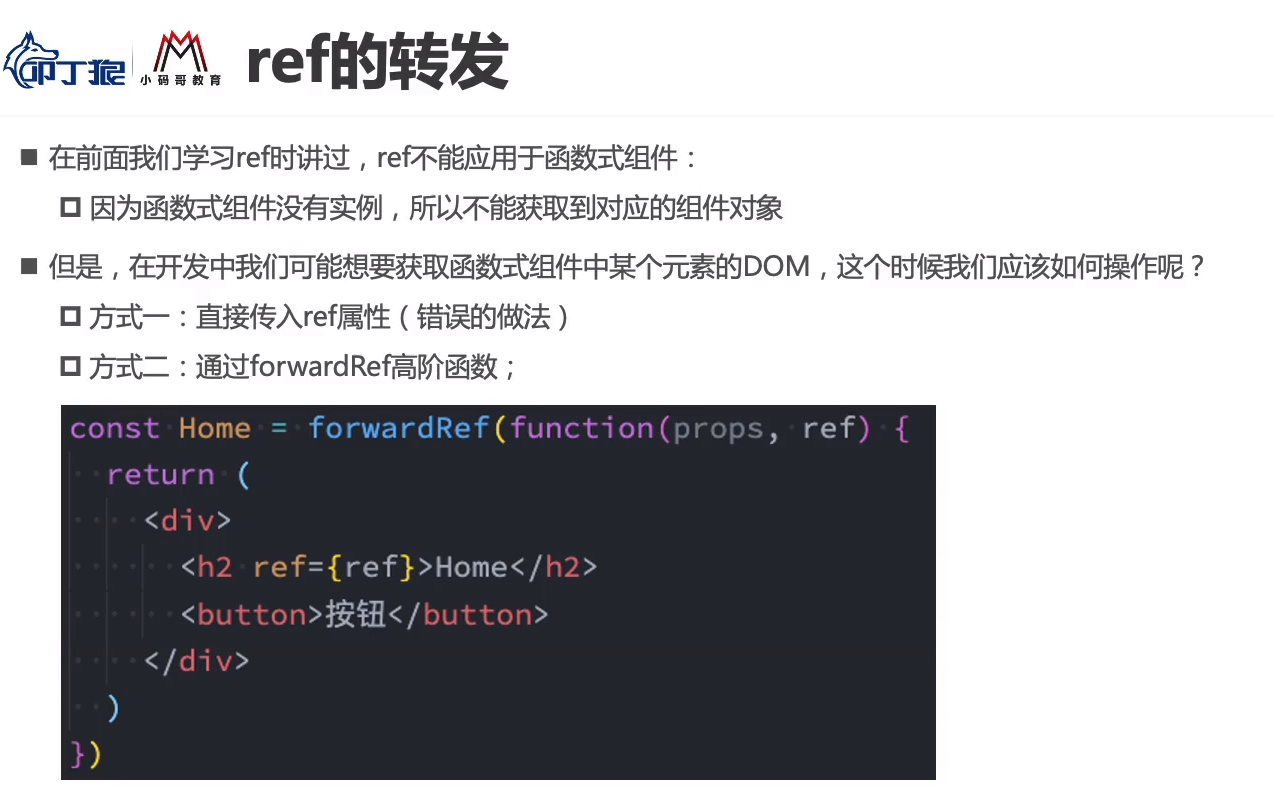 叩丁狼
小码哥教育
ref的转发
在前面我们学习ref时讲过，ref不能应用于函数式组件：
因为函数式组件没有实例，所以不能获取到对应的组件对象
但是，在开发中我们可能想要获取函数式组件中某个元素的DOM，这个时候我们应该如何操作呢？
方式一：直接传入ref属性（错误的做法）
方式二：通过forwardRef高阶函数；
const Home = forwardRef(function(props, ref) {
  return (
    <div>
      <h2 ref={ref}>Home</h2>
      <button>按钮</button>
    </div>
  )
})